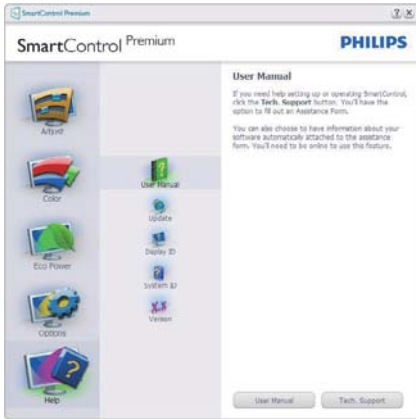 SmartControl Premium
SmartControl Premium
PHILIPS
Adjust
Color
Eco Power
Options
Help
User Manual
Update
Display ID
System ID
Version
User Manual
If you need help setting up or operating SmartControl,
click the Tech. Support button. You'll have the
option to fill out an Assistance Form.
You can also choose to have information about your
software automatically attached to the assistance
form. You'll need to be online to use this feature.
User Manual
Tech. Support